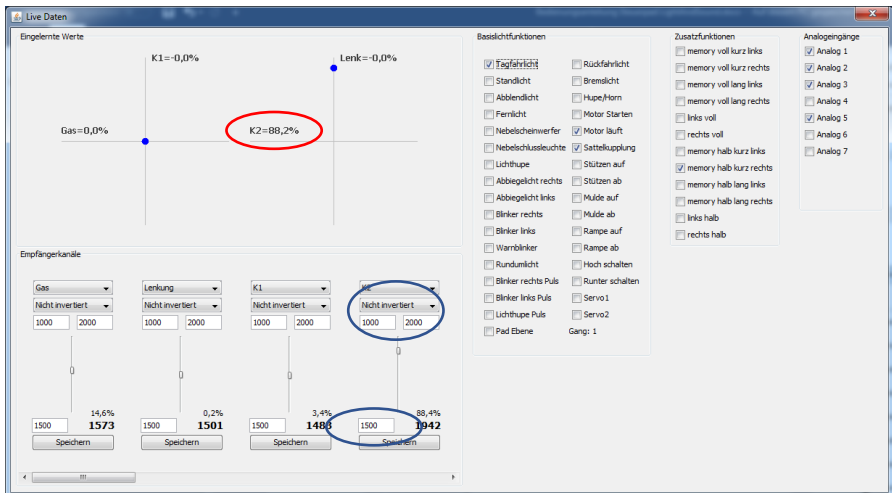 Live Daten
Eingelernte Werte
K1=-0,0%
Lenk=-0,0%
Gas=0,0%
K2=88,2%
Empfängerkanäle
Gas Lenkung K1 K2
Nicht invertiert Nicht invertiert Nicht invertiert Nicht invertiert
1000 2000 1000 2000 1000 2000 1000 2000
14,6% 0,2% 3,4% 88,4%
1500 1573 1500 1501 1500 1483 1500 1942
Speichern Speichern Speichern Speichern
Basislichtfunktionen
Tagfahrlicht Rückfahrlicht
Standlicht Bremslicht
Abblendlicht Hupe/Horn
Fernlicht Motor Starten
Nebelscheinwerfer Motor läuft
Nebelschlussleuchte Sattelkupplung
Lichthupe Stützen auf
Abbiegelicht rechts Stützen ab
Abbiegelicht links Mulde auf
Blinker rechts Mulde ab
Blinker links Rampe auf
Warnblinker Rampe ab
Rundumlicht Hoch schalten
Blinker rechts Puls Runter schalten
Blinker links Puls Servo1
Lichthupe Puls Servo2
Pad Ebene Gang: 1
Zusatzfunktionen
memory voll kurz links
memory voll kurz rechts
memory voll lang links
memory voll lang rechts
links voll
rechts voll
memory halb kurz links
memory halb kurz rechts
memory halb lang links
memory halb lang rechts
links halb
rechts halb
Analogeingänge
Analog 1
Analog 2
Analog 3
Analog 4
Analog 5
Analog 6
Analog 7